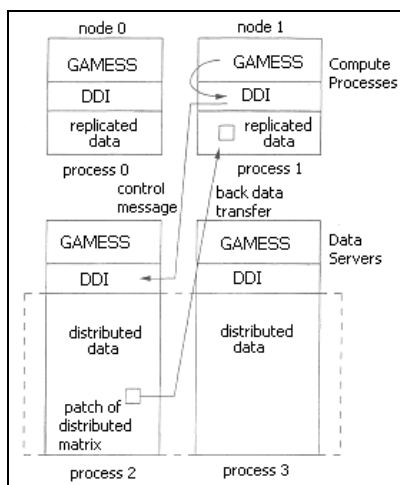 node 0
node 1
GAMESS
GAMESS
Compute
Processes
DDI
DDI
replicated
data
replicated
data
process 0
process 1
control
message
back data
transfer
GAMESS
GAMESS
Data
Servers
DDI
DDI
distributed
data
distributed
data
patch of
distributed
matrix
process 2
process 3